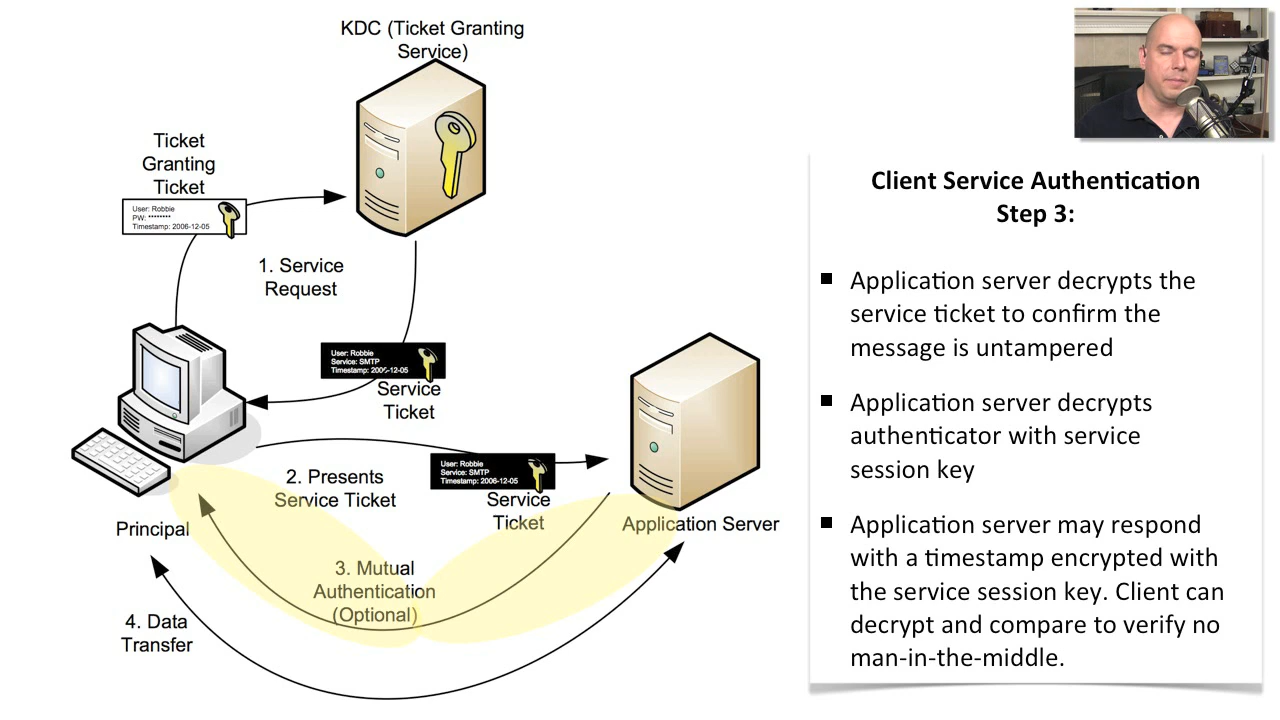 KDC (Ticket Granting
Service)
Ticket
Granting
Ticket
User: Robbie
PW: ********
Timestamp: 2006-12-05
1. Service
Request
User: Robbie
Service: SMTP
Timestamp: 2006-12-05
Service
Ticket
User: Robbie
Service: SMTP
Timestamp: 2006-12-05
2. Presents
Service Ticket
Service
Ticket
Principal
Application Server
3. Mutual
Authentication
(Optional)
4. Data
Transfer
Client Service Authentication
Step 3:
▪ Application server decrypts the
service ticket to confirm the
message is untampered
▪ Application server decrypts
authenticator with service
session key
▪ Application server may respond
with a timestamp encrypted with
the service session key. Client can
decrypt and compare to verify no
man-in-the-middle.